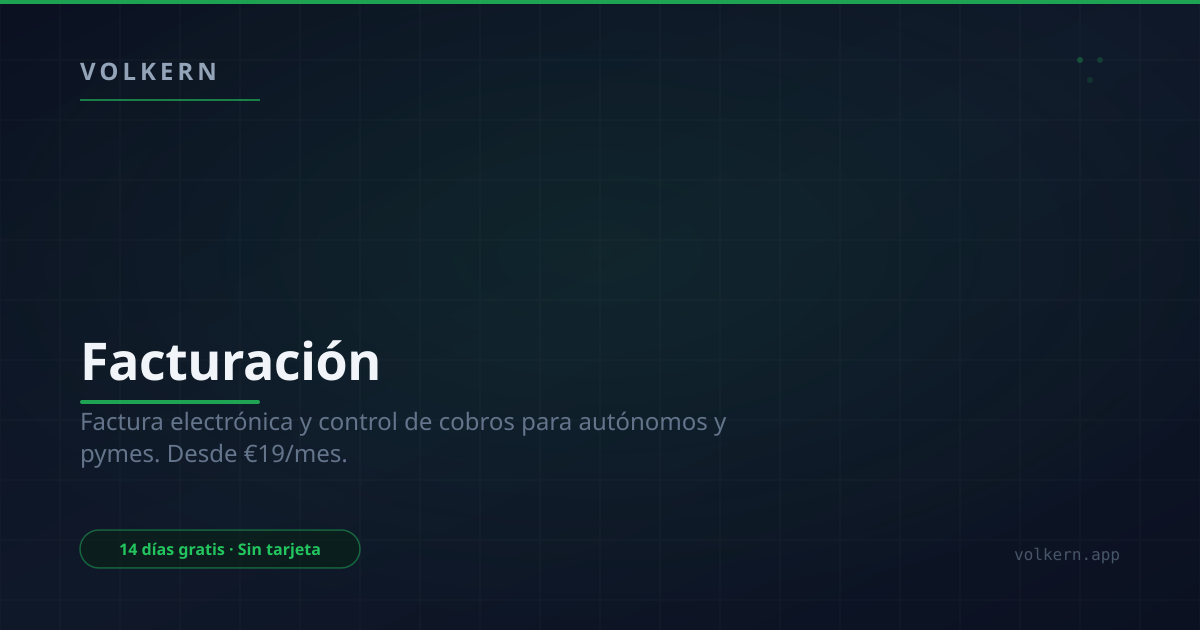 VOLKERN
Facturación
Factura electrónica y control de cobros para autónomos y
pymes. Desde €19/mes.
14 días gratis · Sin tarjeta
volkern.app